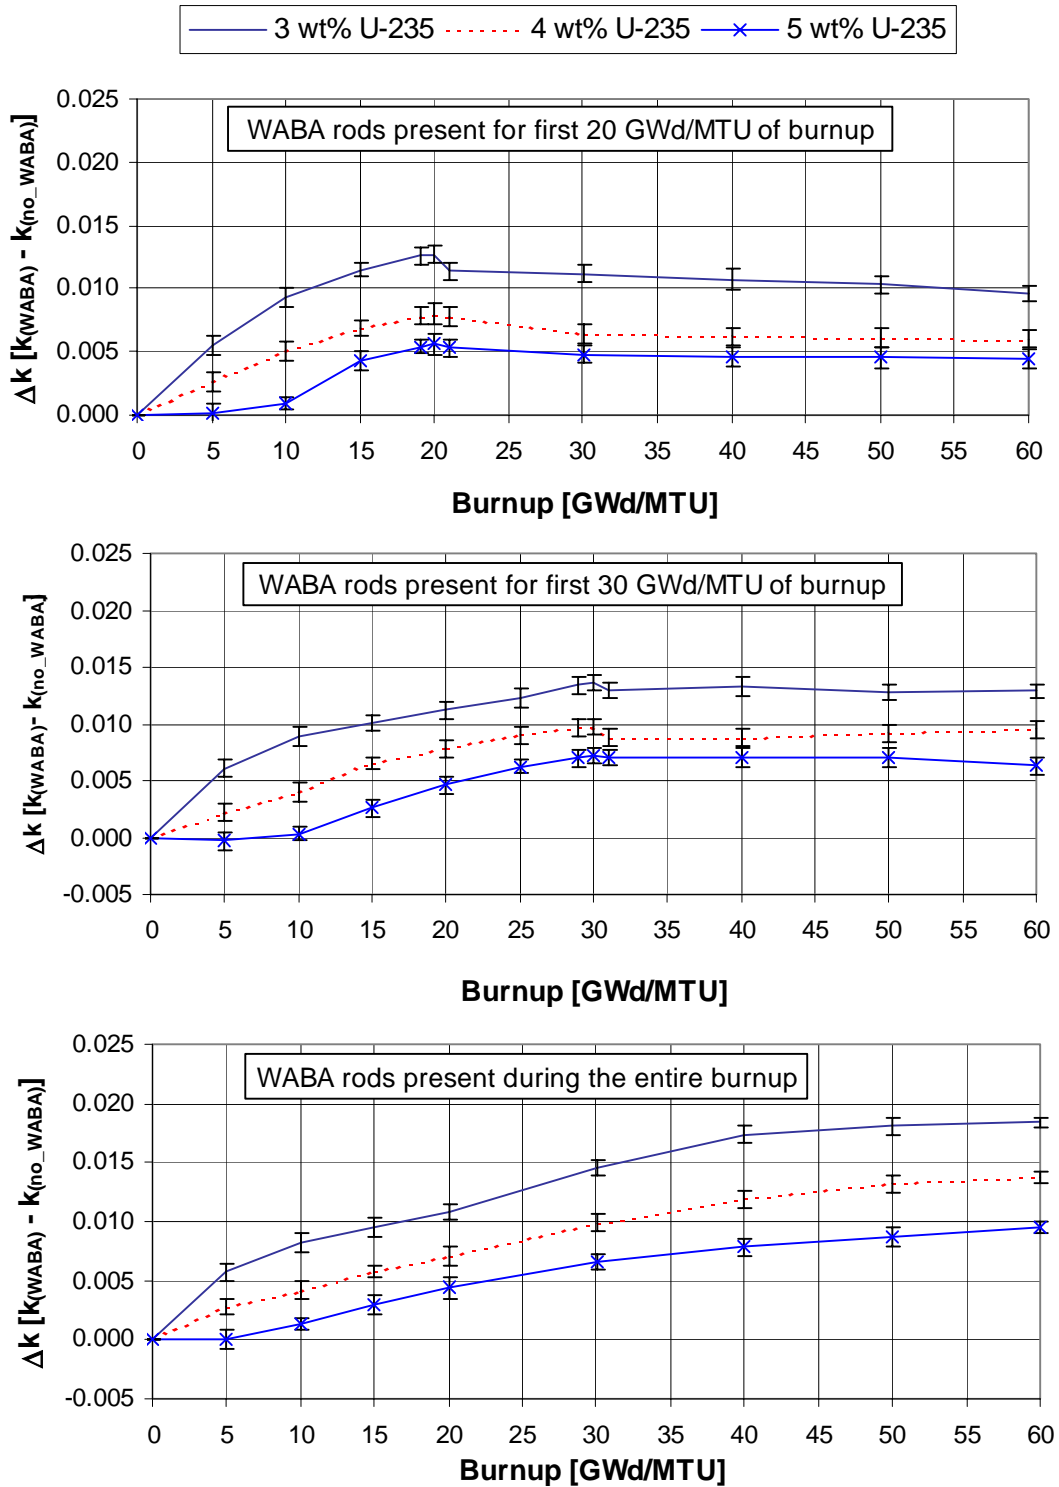 3 wt% U-235 4 wt% U-235 5 wt% U-235
WABA rods present for first 20 GWd/MTU of burnup
Δk [k(WABA) - k(no_WABA)]
0.025
0.020
0.015
0.010
0.005
0.000
0 5 10 15 20 25 30 35 40 45 50 55 60
Burnup [GWd/MTU]
WABA rods present for first 30 GWd/MTU of burnup
Δk [k(WABA)- k(no_WABA)]
0.025
0.020
0.015
0.010
0.005
0.000
-0.005
0 5 10 15 20 25 30 35 40 45 50 55 60
Burnup [GWd/MTU]
WABA rods present during the entire burnup
Δk [k(WABA) - k(no_WABA)]
0.025
0.020
0.015
0.010
0.005
0.000
-0.005
0 5 10 15 20 25 30 35 40 45 50 55 60
Burnup [GWd/MTU]